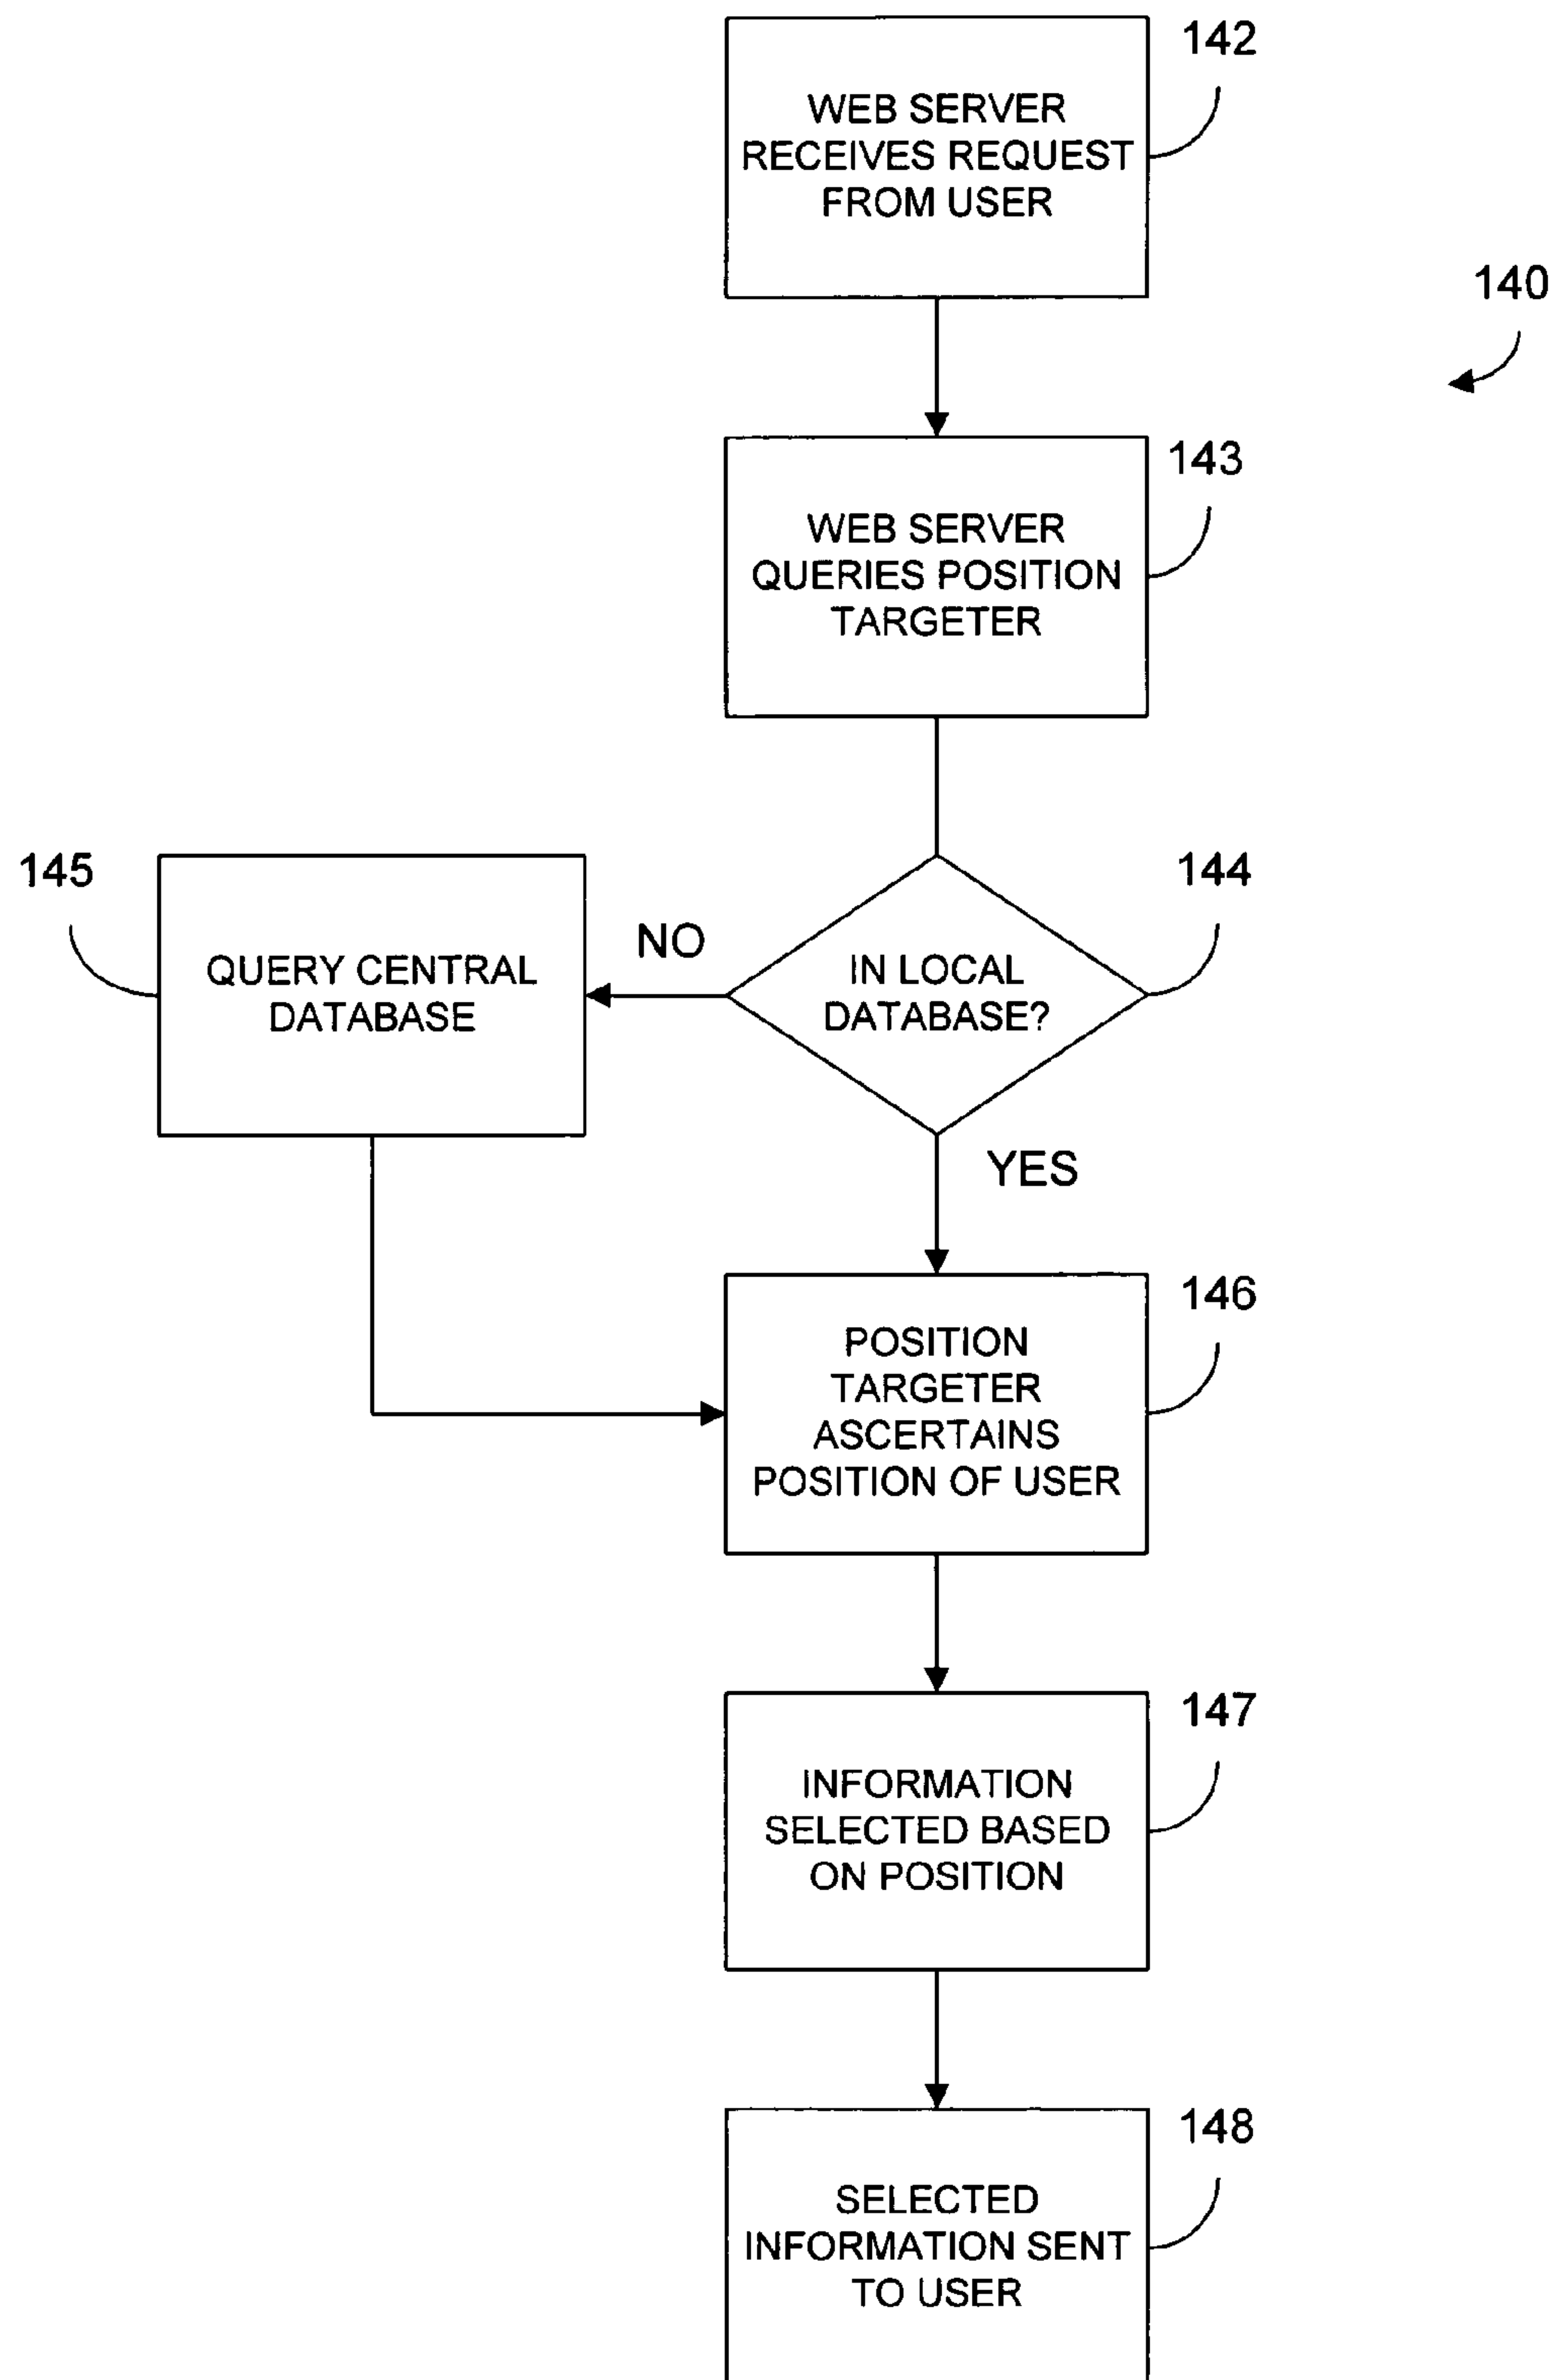 142
WEB SERVER
RECEIVES REQUEST
FROM USER
140
143
WEB SERVER
QUERIES POSITION
TARGETER
145
QUERY CENTRAL
DATABASE
NO
144
IN LOCAL
DATABASE?
YES
146
POSITION
TARGETER
ASCERTAINS
POSITION OF USER
147
INFORMATION
SELECTED BASED
ON POSITION
148
SELECTED
INFORMATION SENT
TO USER